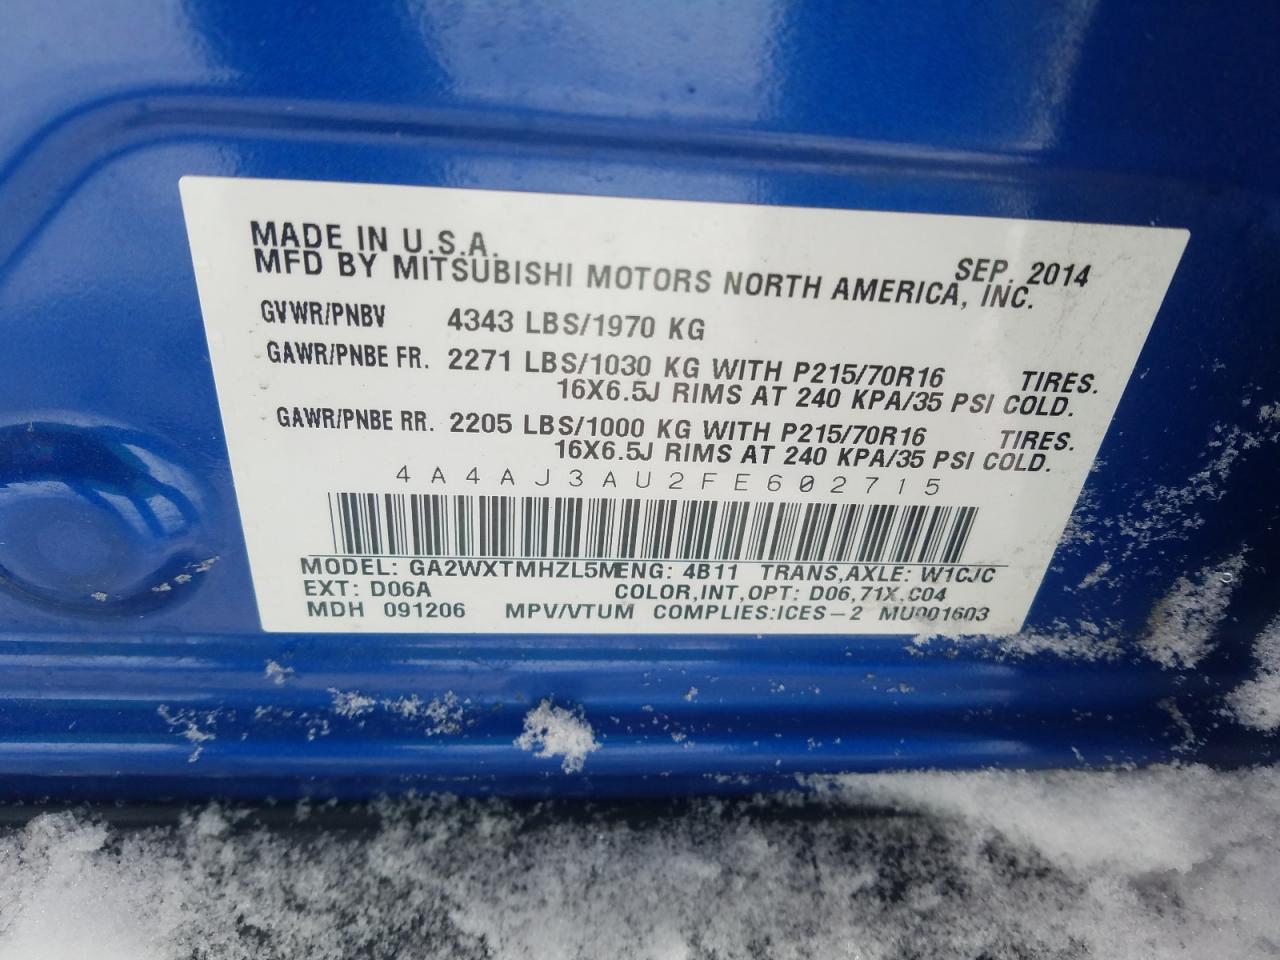 MADE IN U.S.A. SEP. 2014
MFD BY MITSUBISHI MOTORS NORTH AMERICA, INC.
GVWR/PNBV 4343 LBS/1970 KG
GAWR/PNBE FR. 2271 LBS/1030 KG WITH P215/70R16 TIRES.
16X6.5J RIMS AT 240 KPA/35 PSI COLD.
GAWR/PNBE RR. 2205 LBS/1000 KG WITH P215/70R16 TIRES.
16X6.5J RIMS AT 240 KPA/35 PSI COLD.
4A4AJ3AU2FE602715
MODEL: GA2WXTMHZL5M ENG: 4B11 TRANS,AXLE: W1CJC
EXT: D06A COLOR,INT,OPT: D06,71X,C04
MDH 091206 MPV/VTUM COMPLIES:ICES-2 MU001603